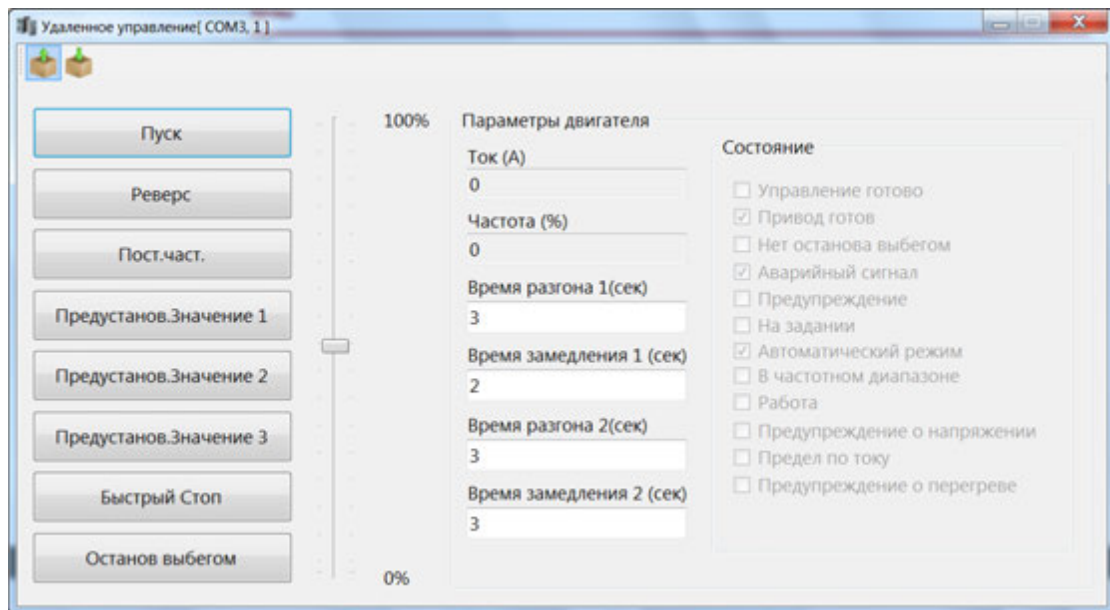 Удаленное управление[ COM3, 1 ]
Пуск
Реверс
Пост.част.
Предустанов.Значение 1
Предустанов.Значение 2
Предустанов.Значение 3
Быстрый Стоп
Останов выбегом
100%
0%
Параметры двигателя
Ток (А)
0
Частота (%)
0
Время разгона 1(сек)
3
Время замедления 1 (сек)
2
Время разгона 2(сек)
3
Время замедления 2 (сек)
3
Состояние
Управление готово
Привод готов
Нет останова выбегом
Аварийный сигнал
Предупреждение
На задании
Автоматический режим
В частотном диапазоне
Работа
Предупреждение о напряжении
Предел по току
Предупреждение о перегреве